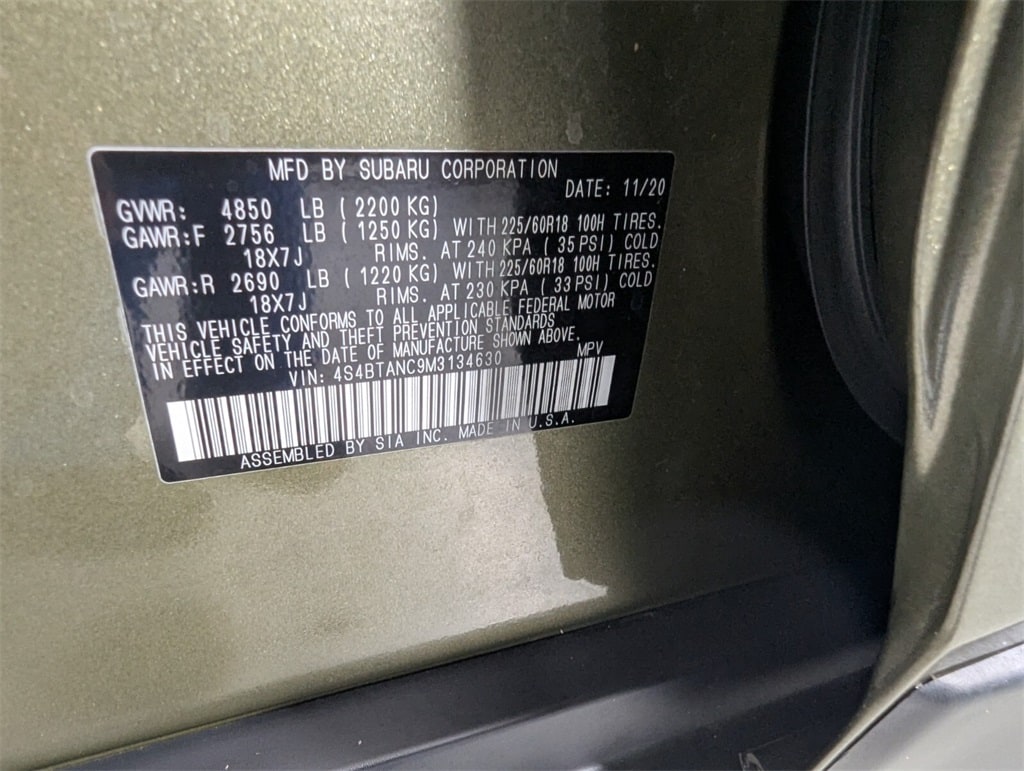 MFD BY SUBARU CORPORATION
DATE: 11/20
GVWR: 4850 LB ( 2200 KG)
GAWR:F 2756 LB ( 1250 KG) WITH 225/60R18 100H TIRES.
18X7J RIMS. AT 240 KPA ( 35 PSI) COLD
GAWR:R 2690 LB ( 1220 KG) WITH 225/60R18 100H TIRES.
18X7J RIMS. AT 230 KPA ( 33 PSI) COLD
THIS VEHICLE CONFORMS TO ALL APPLICABLE FEDERAL MOTOR
VEHICLE SAFETY AND THEFT PREVENTION STANDARDS
IN EFFECT ON THE DATE OF MANUFACTURE SHOWN ABOVE.
VIN: 4S4BTANC9M3134630 MPV
ASSEMBLED BY SIA INC. MADE IN U.S.A.